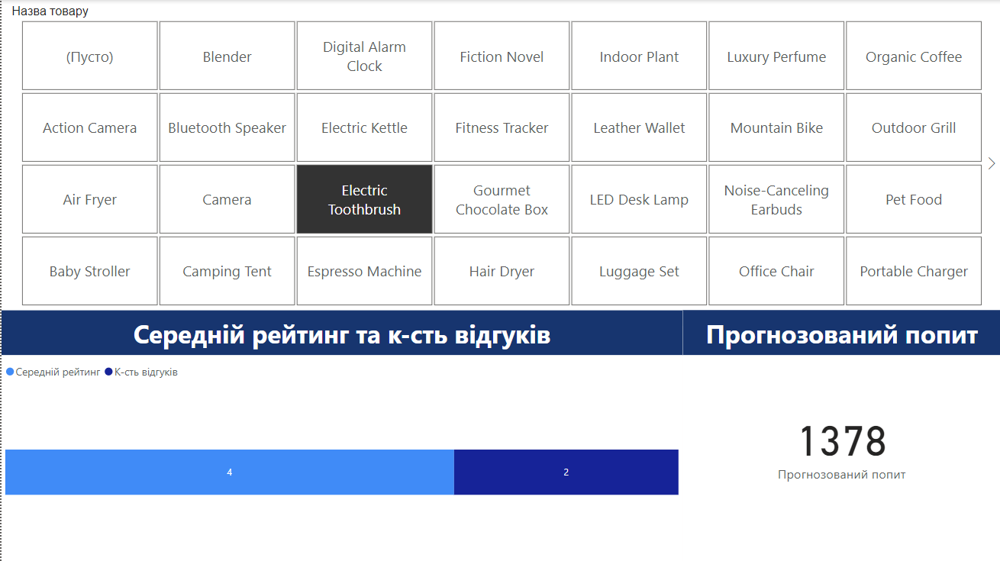 Назва товару
(Пусто)
Blender
Digital Alarm
Clock
Fiction Novel
Indoor Plant
Luxury Perfume
Organic Coffee
Action Camera
Bluetooth Speaker
Electric Kettle
Fitness Tracker
Leather Wallet
Mountain Bike
Outdoor Grill
Air Fryer
Camera
Electric
Toothbrush
Gourmet
Chocolate Box
LED Desk Lamp
Noise-Canceling
Earbuds
Pet Food
Baby Stroller
Camping Tent
Espresso Machine
Hair Dryer
Luggage Set
Office Chair
Portable Charger
Середній рейтинг та к-сть відгуків
Прогнозований попит
Середній рейтинг
К-сть відгуків
4
2
1378
Прогнозований попит